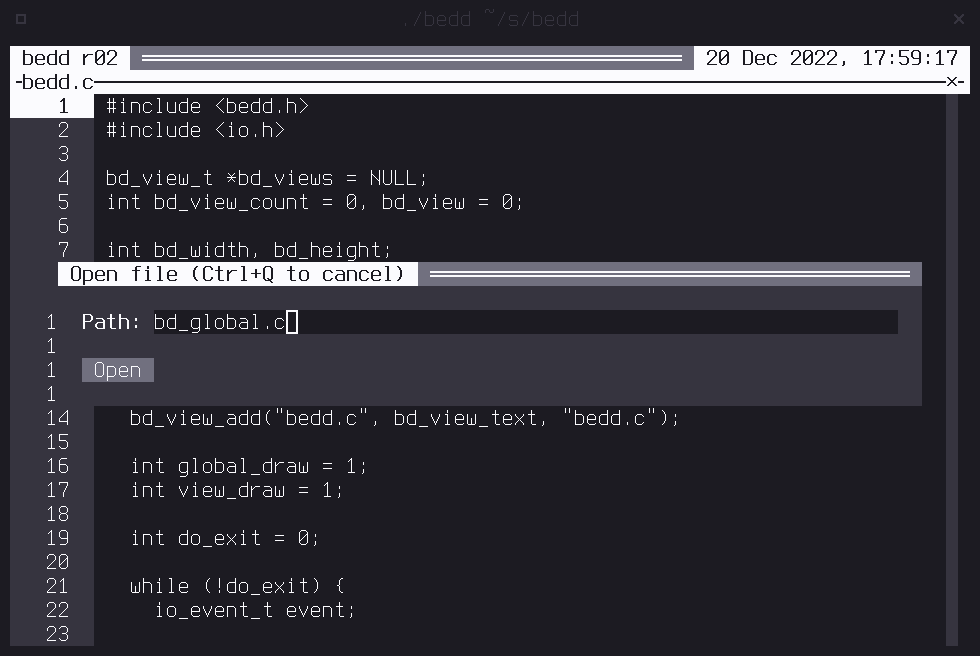 ./bedd ~/s/bedd ×
bedd r02 20 Dec 2022, 17:59:17
-bedd.c ×-
1 #include <bedd.h>
2 #include <io.h>
3
4 bd_view_t *bd_views = NULL;
5 int bd_view_count = 0, bd_view = 0;
6
7 int bd_width, bd_height;
Open file (Ctrl+Q to cancel)
1 Path: bd_global.c
1
1 Open
1
14 bd_view_add("bedd.c", bd_view_text, "bedd.c");
15
16 int global_draw = 1;
17 int view_draw = 1;
18
19 int do_exit = 0;
20
21 while (!do_exit) {
22 io_event_t event;
23